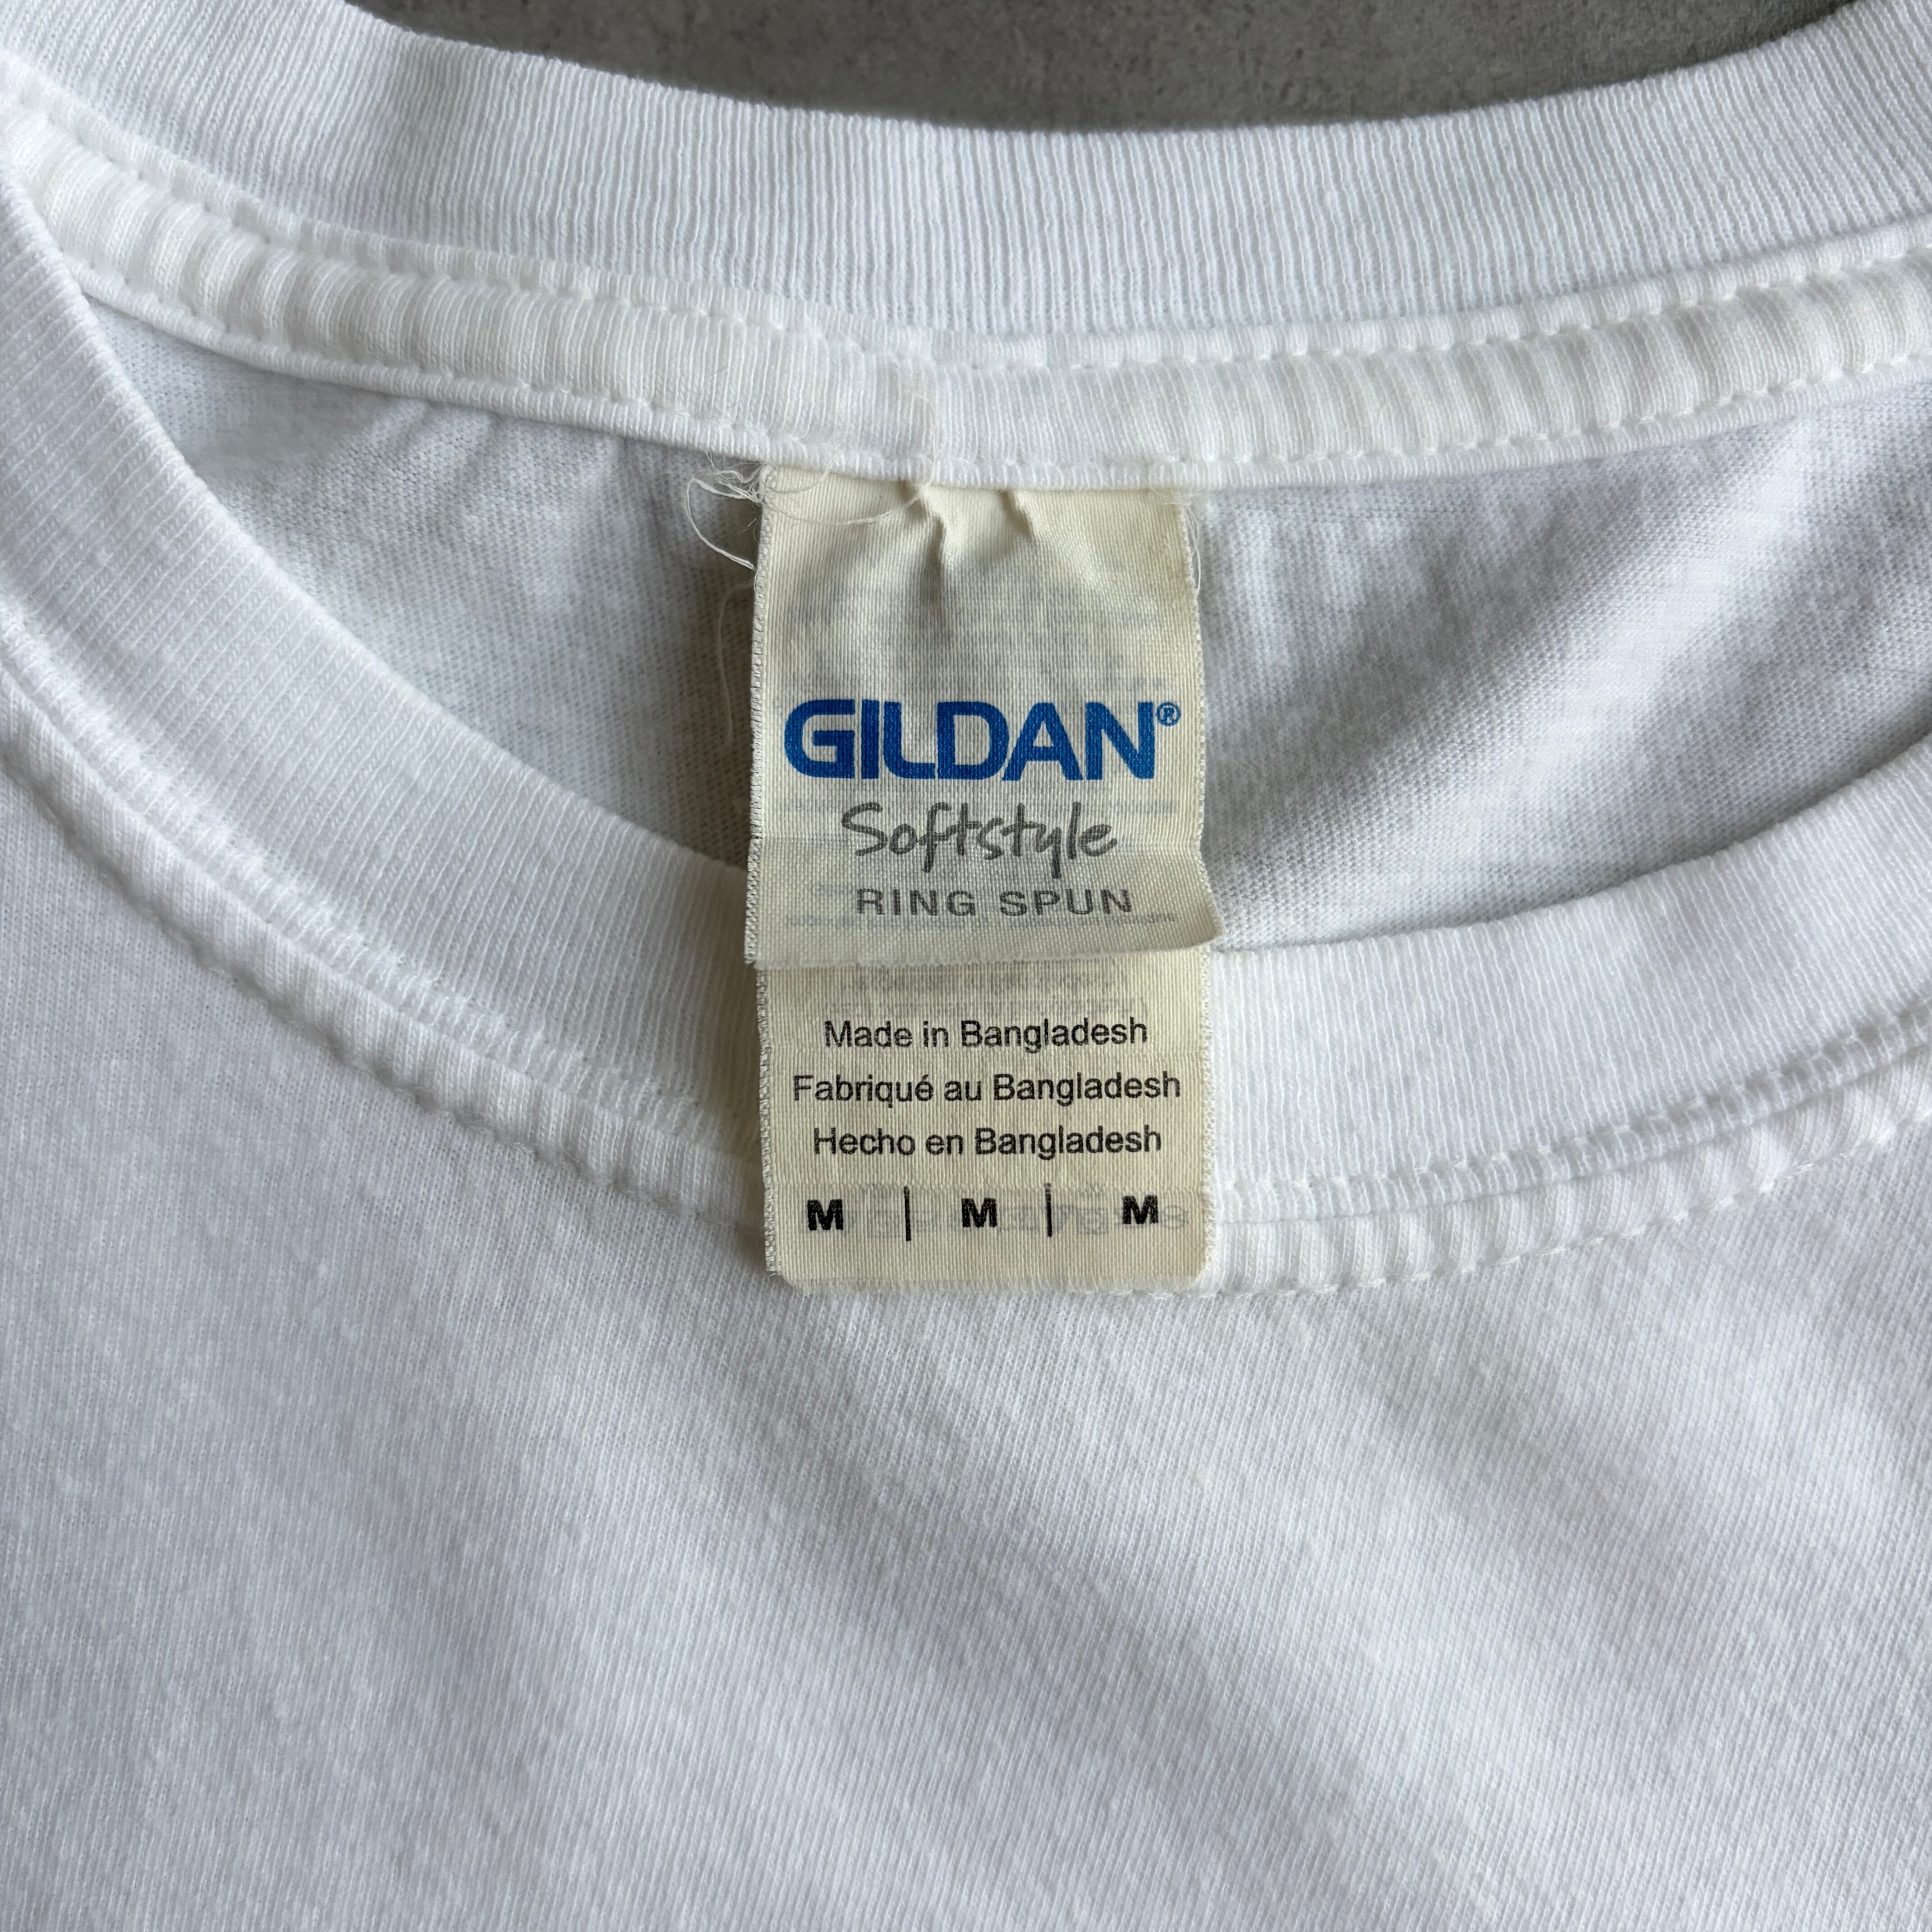 GILDAN®
Softstyle
RING SPUN
Made in Bangladesh
Fabriqué au Bangladesh
Hecho en Bangladesh
M | M | M